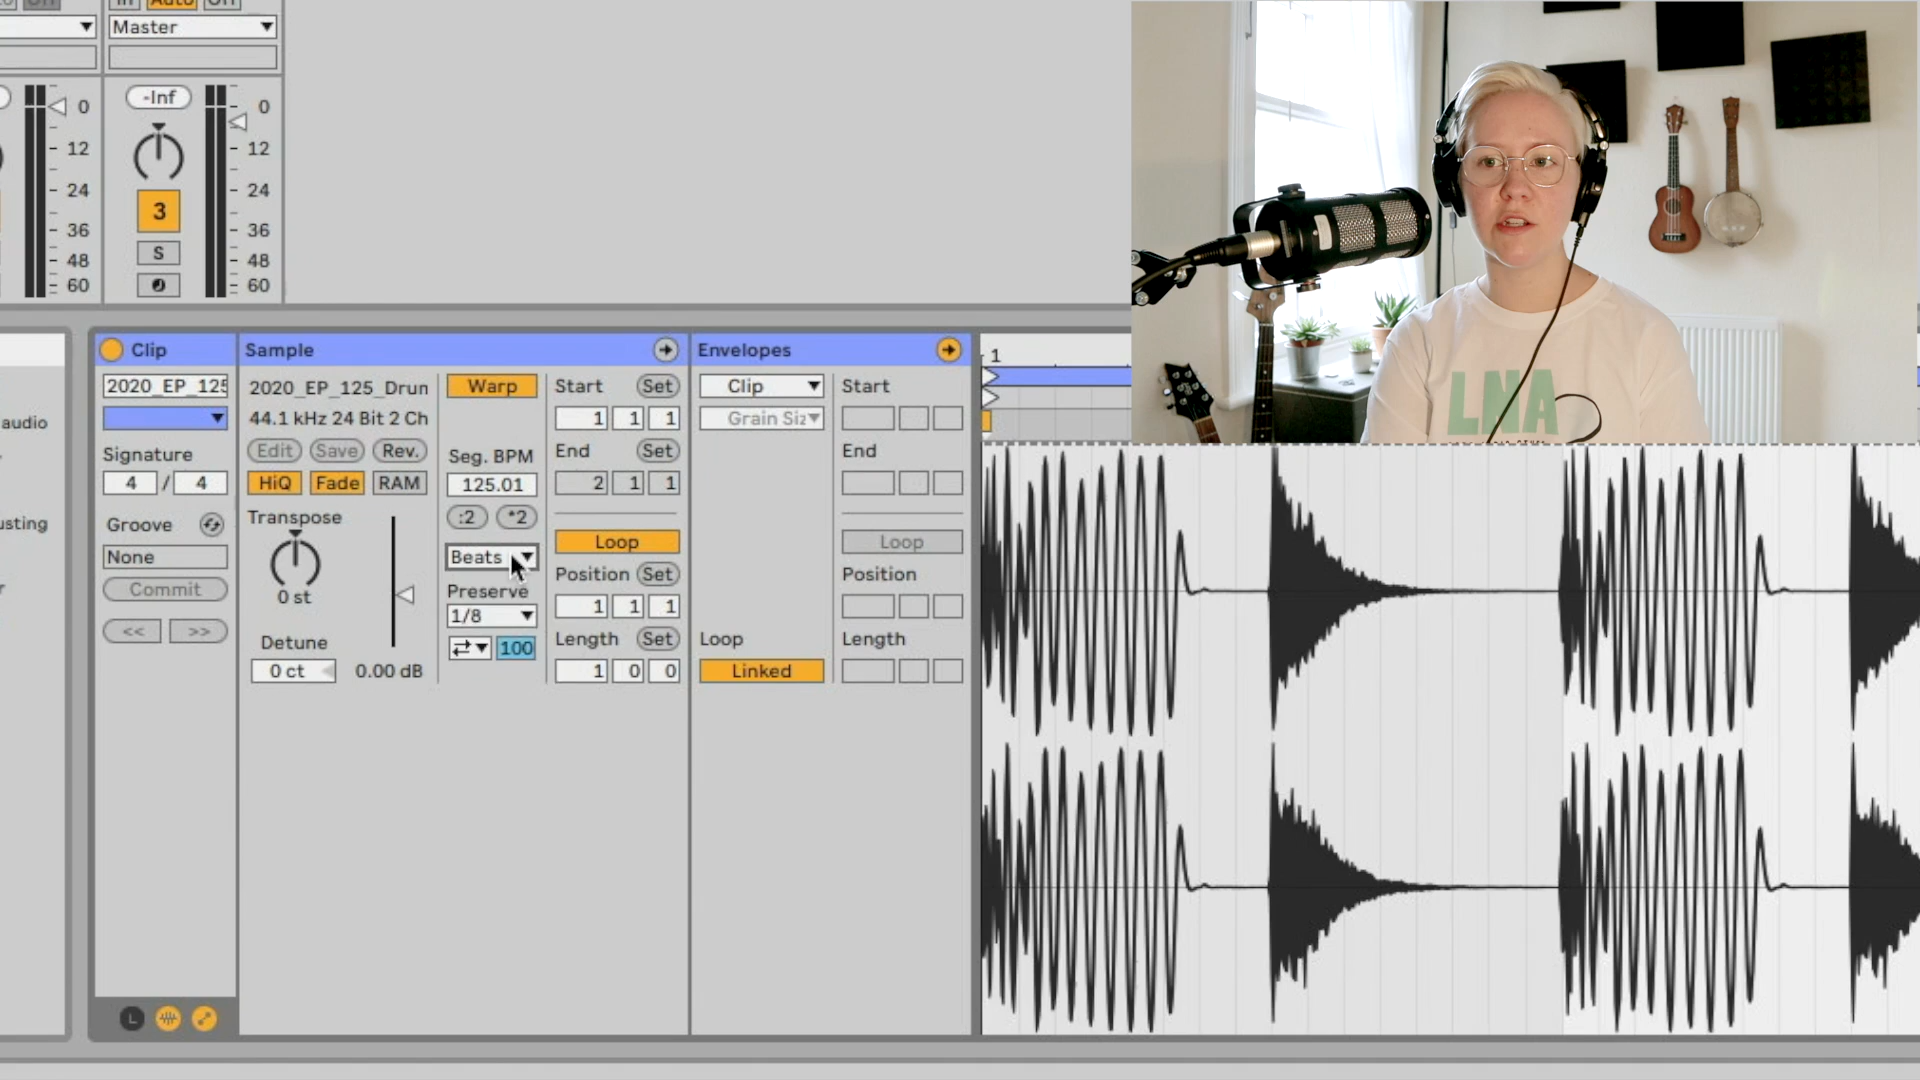 In Auto Off
Master
-Inf
0
12
24
36
48
60
0
12
24
36
48
60
3
S
audio
usting
Clip
2020_EP_125
Signature
4 / 4
Groove
None
Commit
<< >>
Sample
2020_EP_125_Drun
44.1 kHz 24 Bit 2 Ch
Edit Save Rev.
HiQ Fade RAM
Transpose
0 st
Detune
0 ct 0.00 dB
Warp
Seg. BPM
125.01
:2 *2
Beats
Preserve
1/8
100
Start Set
1 1 1
End Set
2 1 1
Loop
Position Set
1 1 1
Length Set
1 0 0
Envelopes
Clip
Grain Siz
Loop
Linked
Start
End
Loop
Position
Length
1
L
LNA